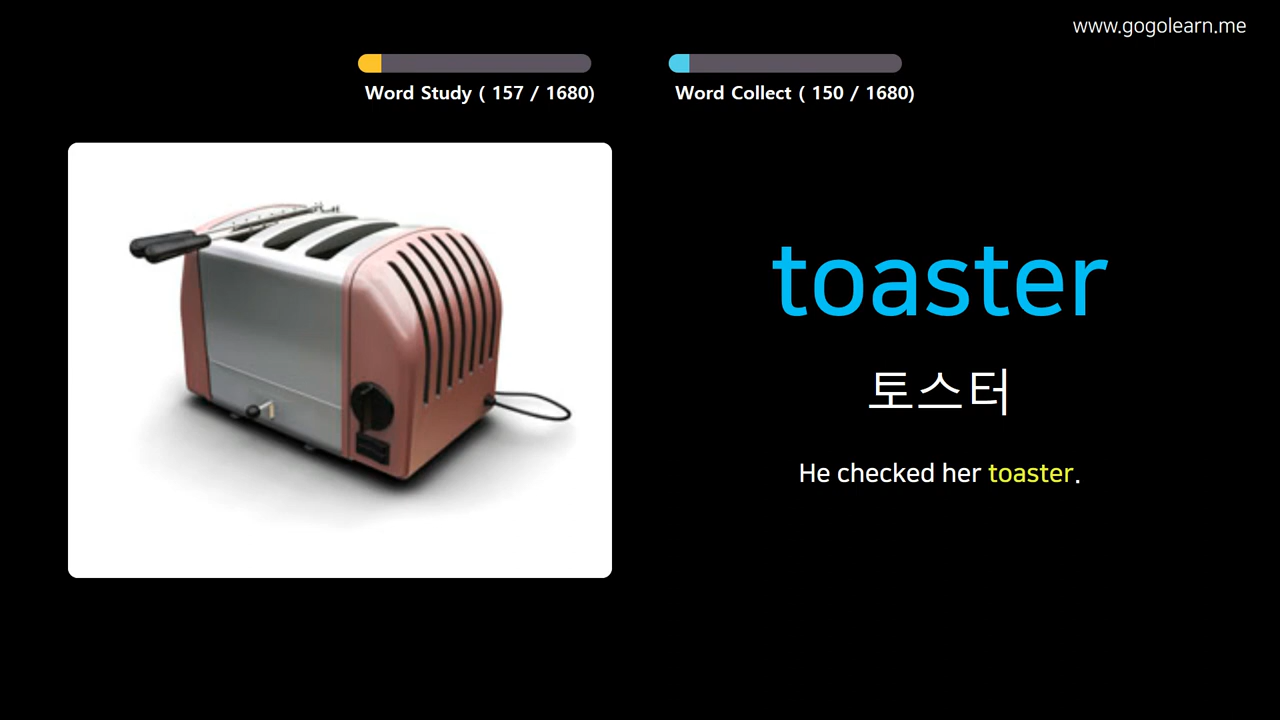 www.gogolearn.me
Word Study ( 157 / 1680)
Word Collect ( 150 / 1680)
toaster
토스터
He checked her toaster.